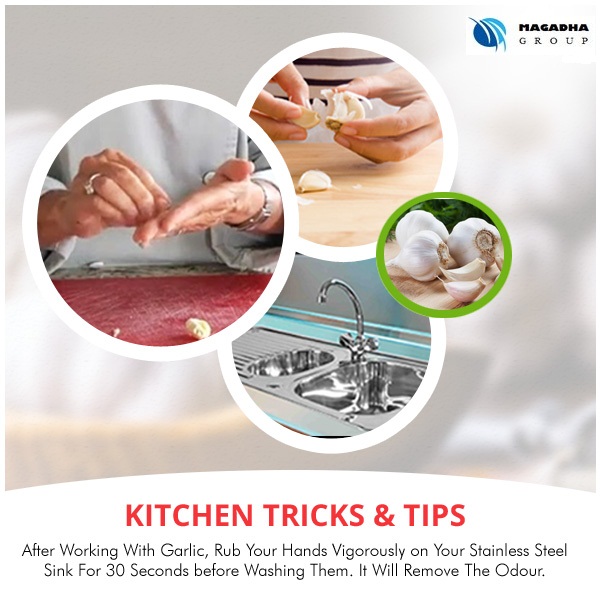 MAGADHA
GROUP
KITCHEN TRICKS & TIPS
After Working With Garlic, Rub Your Hands Vigorously on Your Stainless Steel
Sink For 30 Seconds before Washing Them. It Will Remove The Odour.